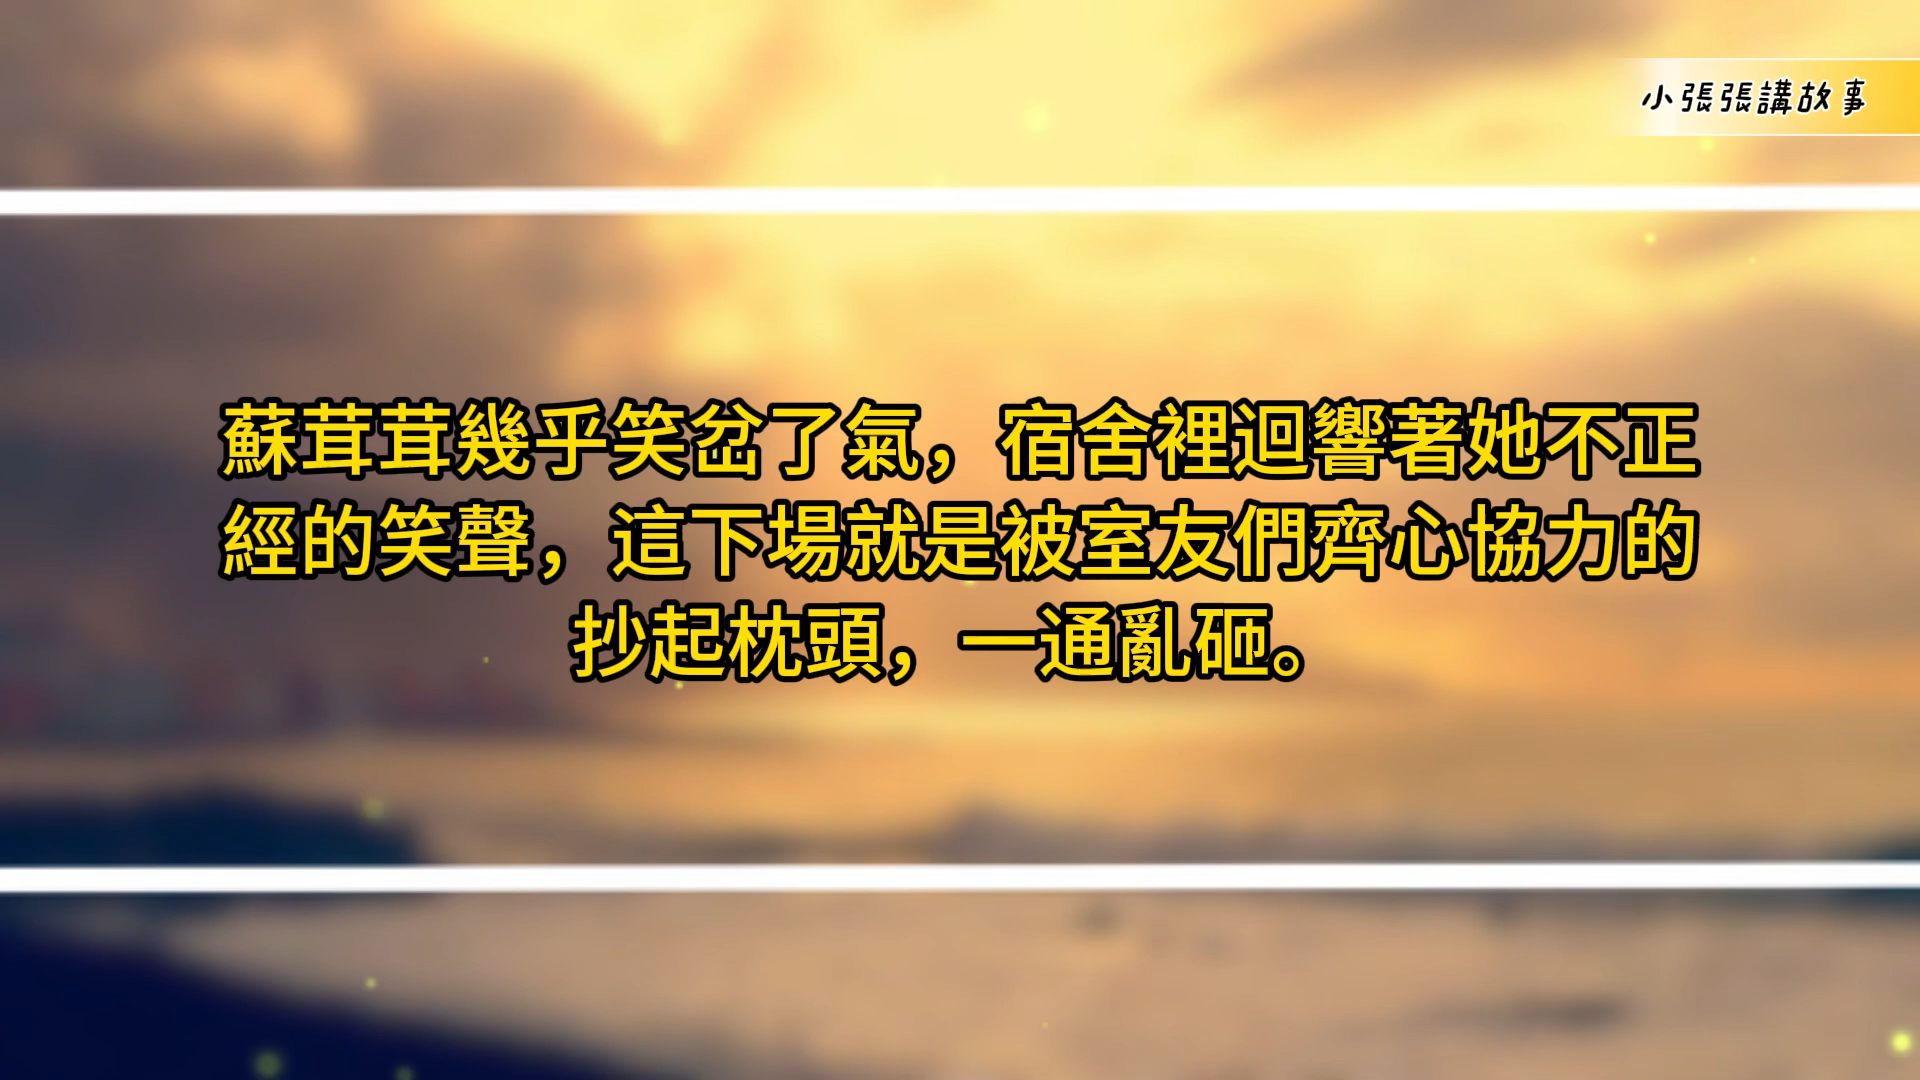 小張張講故事
蘇茸茸幾乎笑岔了氣，宿舍裡迴響著她不正
經的笑聲，這下場就是被室友們齊心協力的
抄起枕頭，一通亂砸。